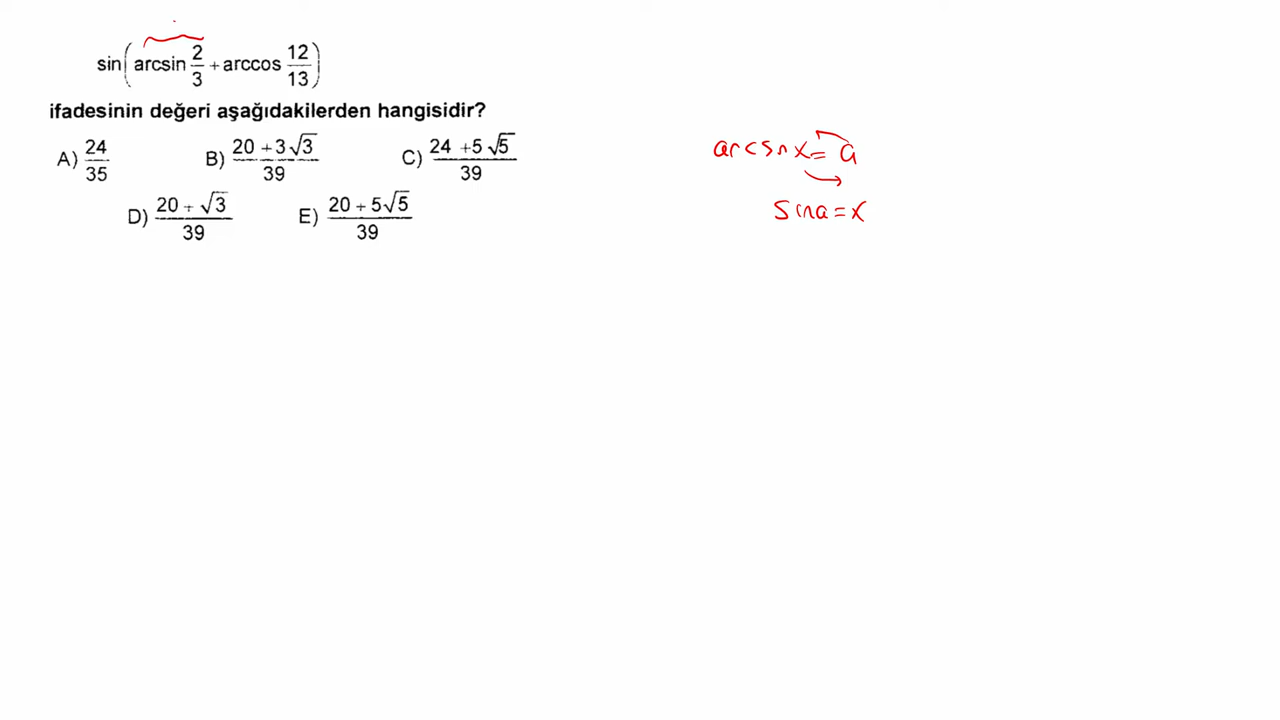 sin(arcsin 2/3 + arccos 12/13)
ifadesinin değeri aşağıdakilerden hangisidir?
A) 24/35 B) 20 + 3√3/39 C) 24 + 5√5/39
D) 20 + √3/39 E) 20 + 5√5/39
arcsin x = a
sina = x